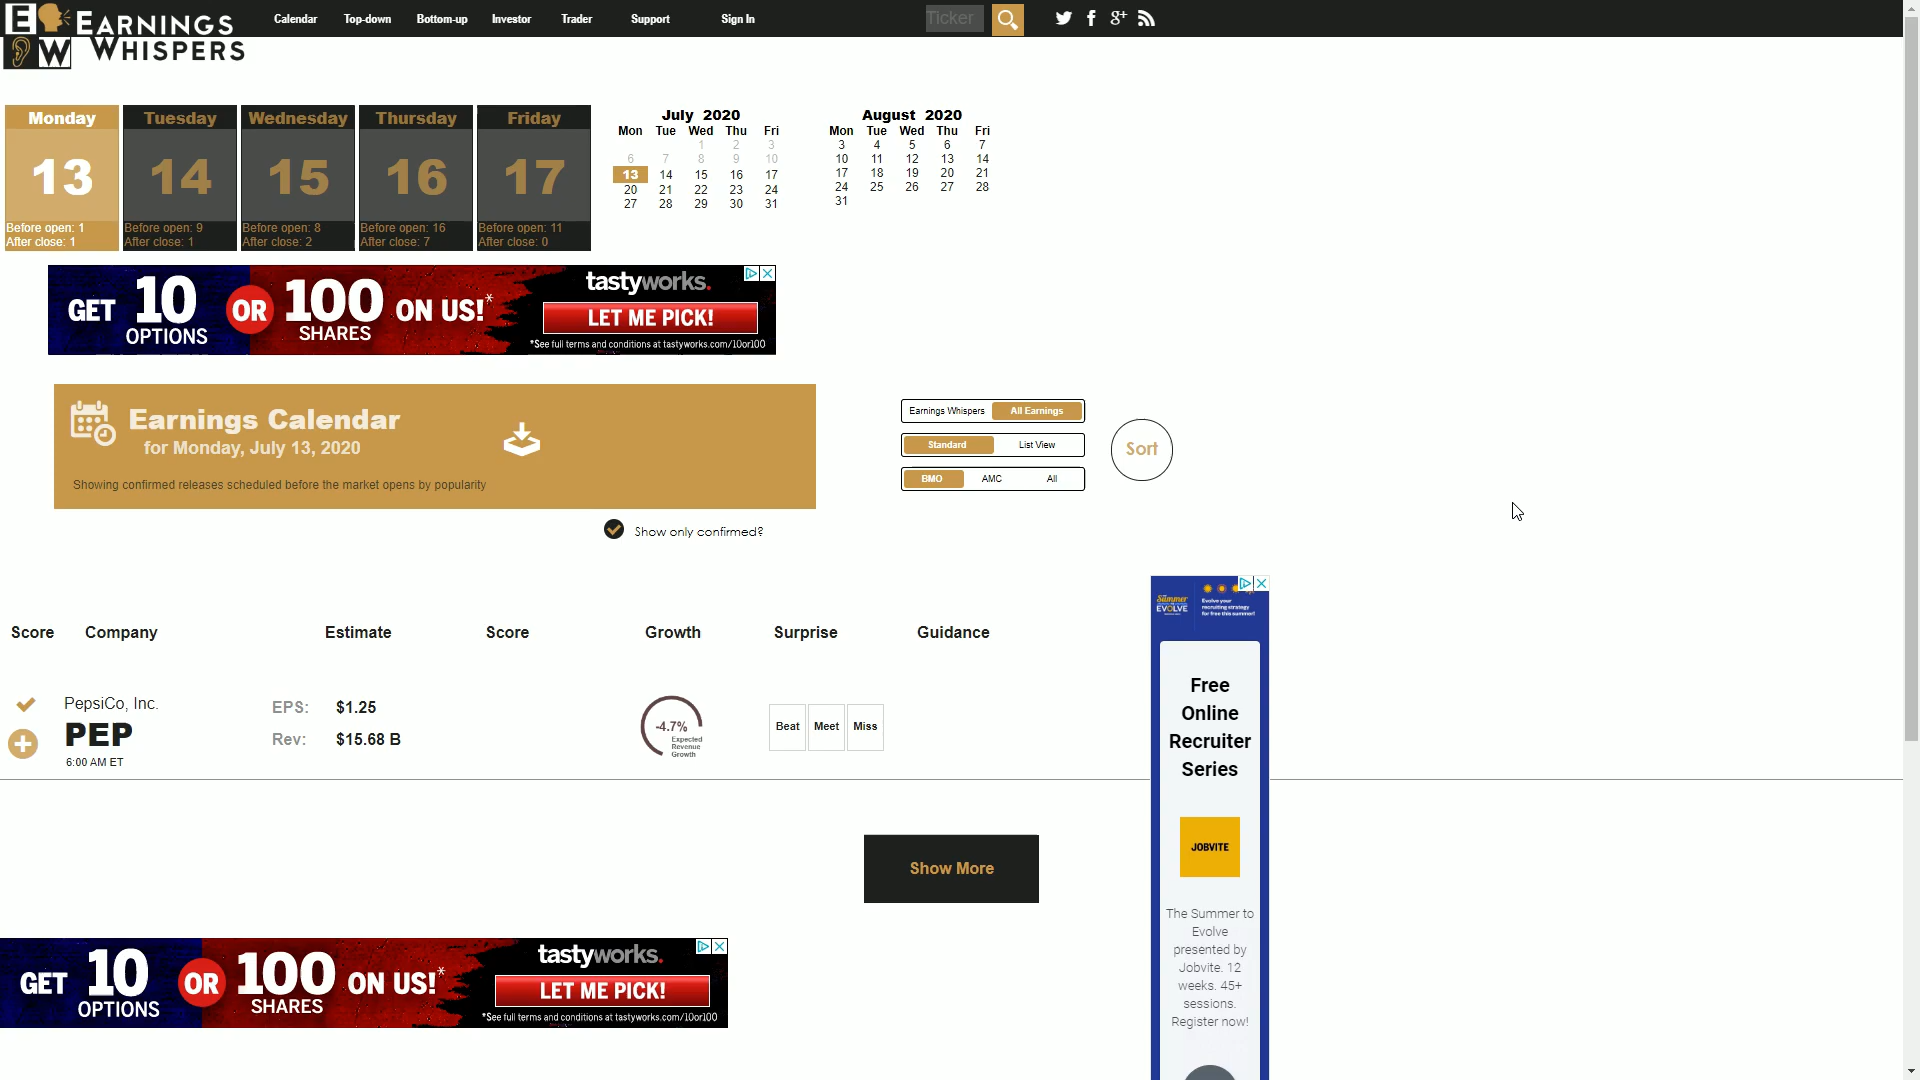 EW EARNINGS WHISPERS
Calendar Top-down Bottom-up Investor Trader Support Sign In Ticker
Monday Tuesday Wednesday Thursday Friday
13 14 15 16 17
Before open: 1 Before open: 9 Before open: 8 Before open: 16 Before open: 11
After close: 1 After close: 1 After close: 2 After close: 7 After close: 0
July 2020
Mon Tue Wed Thu Fri
1 2 3
6 7 8 9 10
13 14 15 16 17
20 21 22 23 24
27 28 29 30 31
August 2020
Mon Tue Wed Thu Fri
3 4 5 6 7
10 11 12 13 14
17 18 19 20 21
24 25 26 27 28
31
GET 10 OPTIONS OR 100 SHARES ON US!*
tastyworks.
LET ME PICK!
*See full terms and conditions at tastyworks.com/10or100
Earnings Calendar
for Monday, July 13, 2020
Showing confirmed releases scheduled before the market opens by popularity
Earnings Whispers All Earnings
Standard List View
BMO AMC All
Sort
Show only confirmed?
Score Company Estimate Score Growth Surprise Guidance
PepsiCo, Inc.
PEP
6:00 AM ET
EPS: $1.25
Rev: $15.68 B
-4.7%
Expected
Revenue
Growth
Beat Meet Miss
Show More
Summer
EVOLVE
Evolve your
recruiting strategy
for free this summer!
Free
Online
Recruiter
Series
JOBVITE
The Summer to
Evolve
presented by
Jobvite. 12
weeks. 45+
sessions.
Register now!
GET 10 OPTIONS OR 100 SHARES ON US!*
tastyworks.
LET ME PICK!
*See full terms and conditions at tastyworks.com/10or100